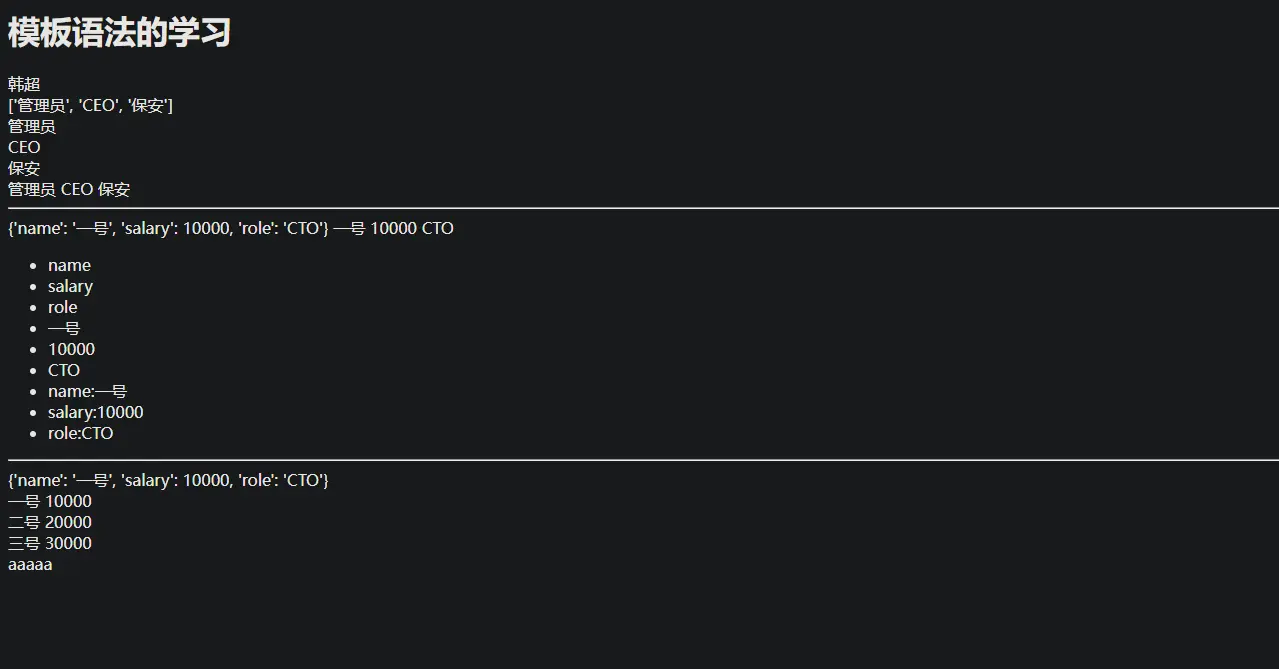 模板语法的学习
韩超
['管理员', 'CEO', '保安']
管理员
CEO
保安
管理员 CEO 保安
{'name': '一号', 'salary': 10000, 'role': 'CTO'} 一号 10000 CTO
name
salary
role
一号
10000
CTO
name:一号
salary:10000
role:CTO
{'name': '一号', 'salary': 10000, 'role': 'CTO'}
一号 10000
二号 20000
三号 30000
aaaaa